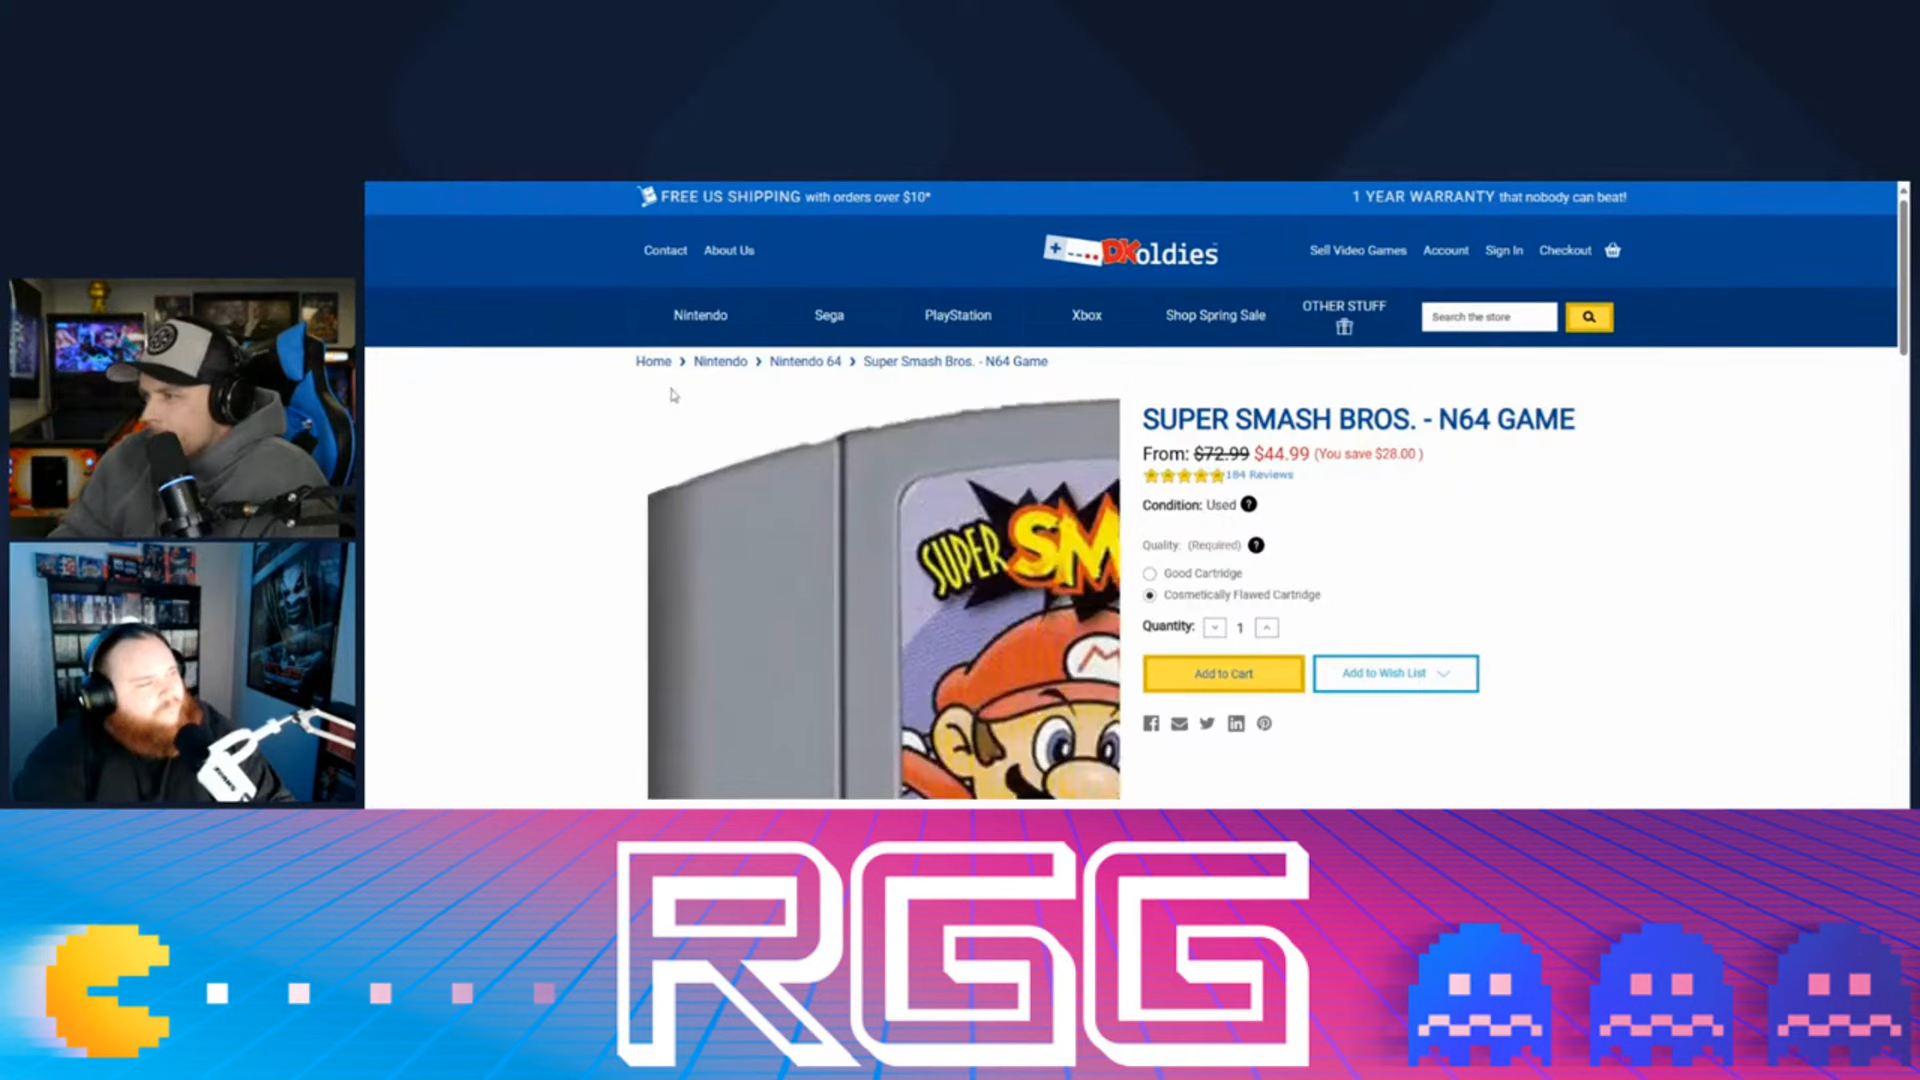 FREE US SHIPPING with orders over $10*
1 YEAR WARRANTY that nobody can beat!
Contact About Us
DKoldies
Sell Video Games Account Sign In Checkout
Nintendo Sega PlayStation Xbox Shop Spring Sale OTHER STUFF
Search the store
Home > Nintendo > Nintendo 64 > Super Smash Bros. - N64 Game
SUPER SM
M
SUPER SMASH BROS. - N64 GAME
From: $72.99 $44.99 (You save $28.00 )
184 Reviews
Condition: Used ?
Quality: (Required) ?
Good Cartridge
Cosmetically Flawed Cartridge
Quantity: 1
Add to Cart
Add to Wish List
RGG